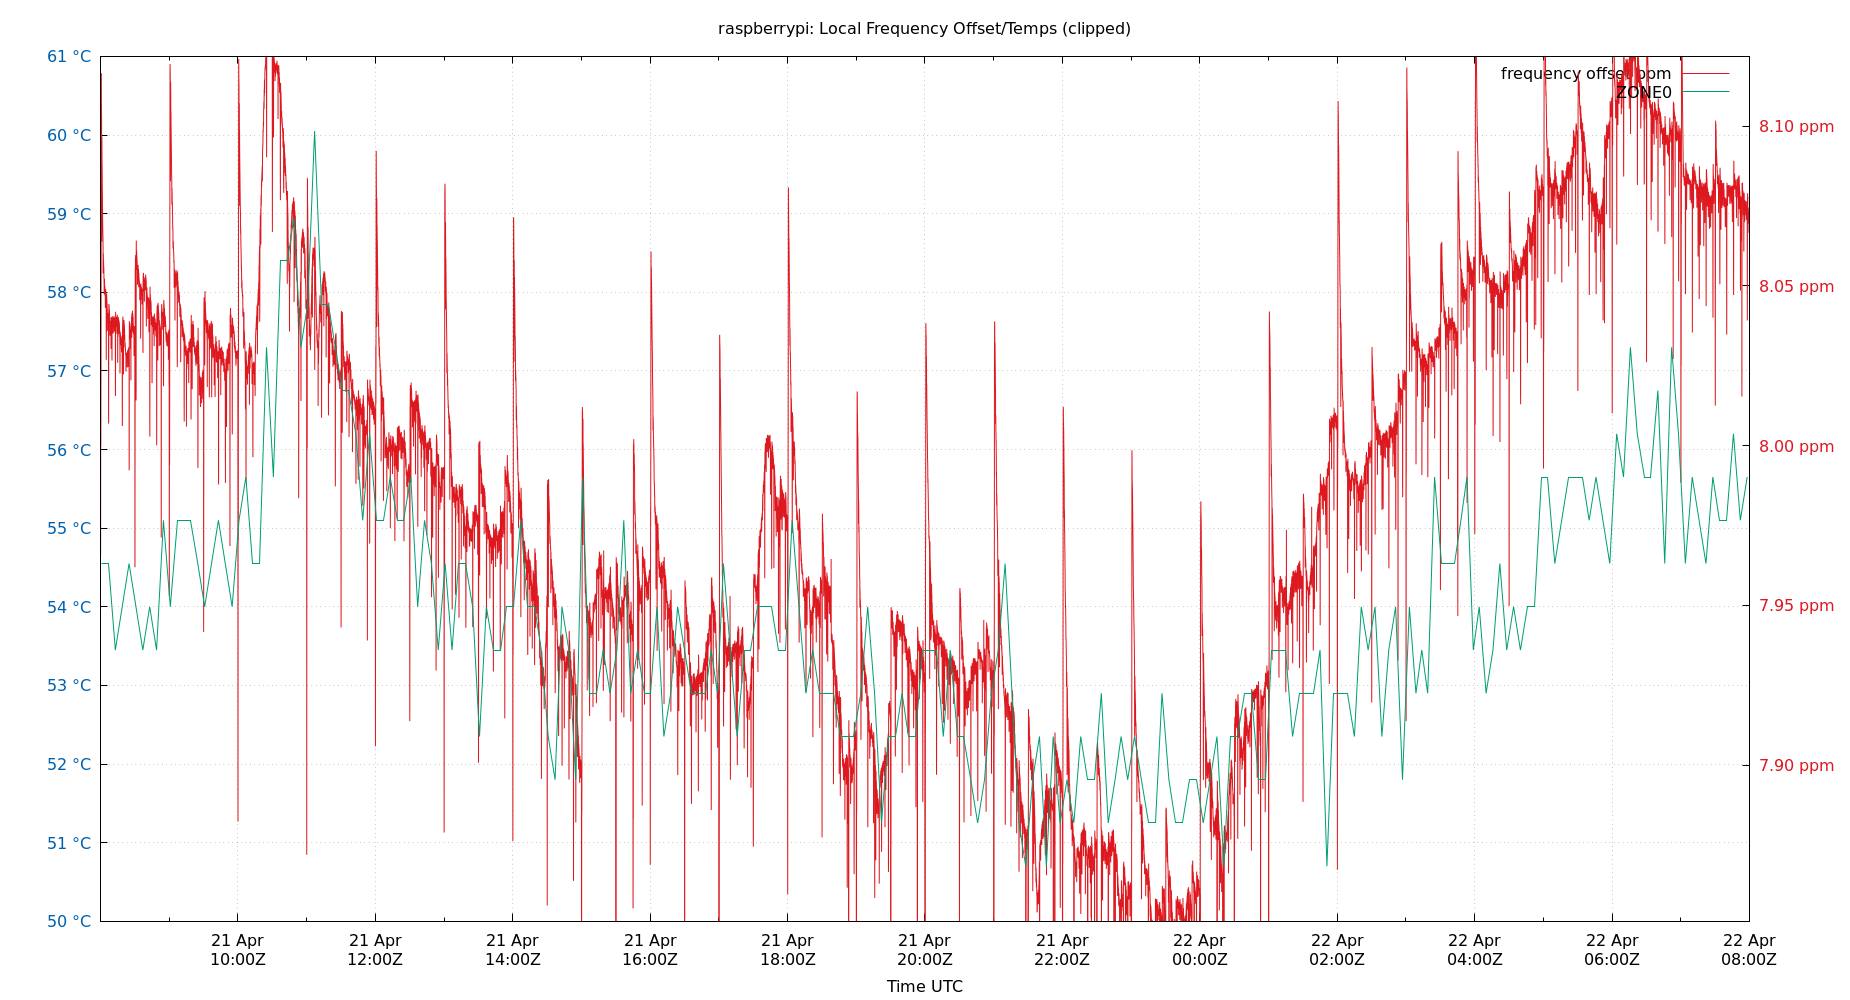 raspberrypi: Local Frequency Offset/Temps (clipped)
61 °C
60 °C
59 °C
58 °C
57 °C
56 °C
55 °C
54 °C
53 °C
52 °C
51 °C
50 °C
frequency offset ppm
ZONE0
8.10 ppm
8.05 ppm
8.00 ppm
7.95 ppm
7.90 ppm
21 Apr
10:00Z
21 Apr
12:00Z
21 Apr
14:00Z
21 Apr
16:00Z
21 Apr
18:00Z
21 Apr
20:00Z
21 Apr
22:00Z
22 Apr
00:00Z
22 Apr
02:00Z
22 Apr
04:00Z
22 Apr
06:00Z
22 Apr
08:00Z
Time UTC